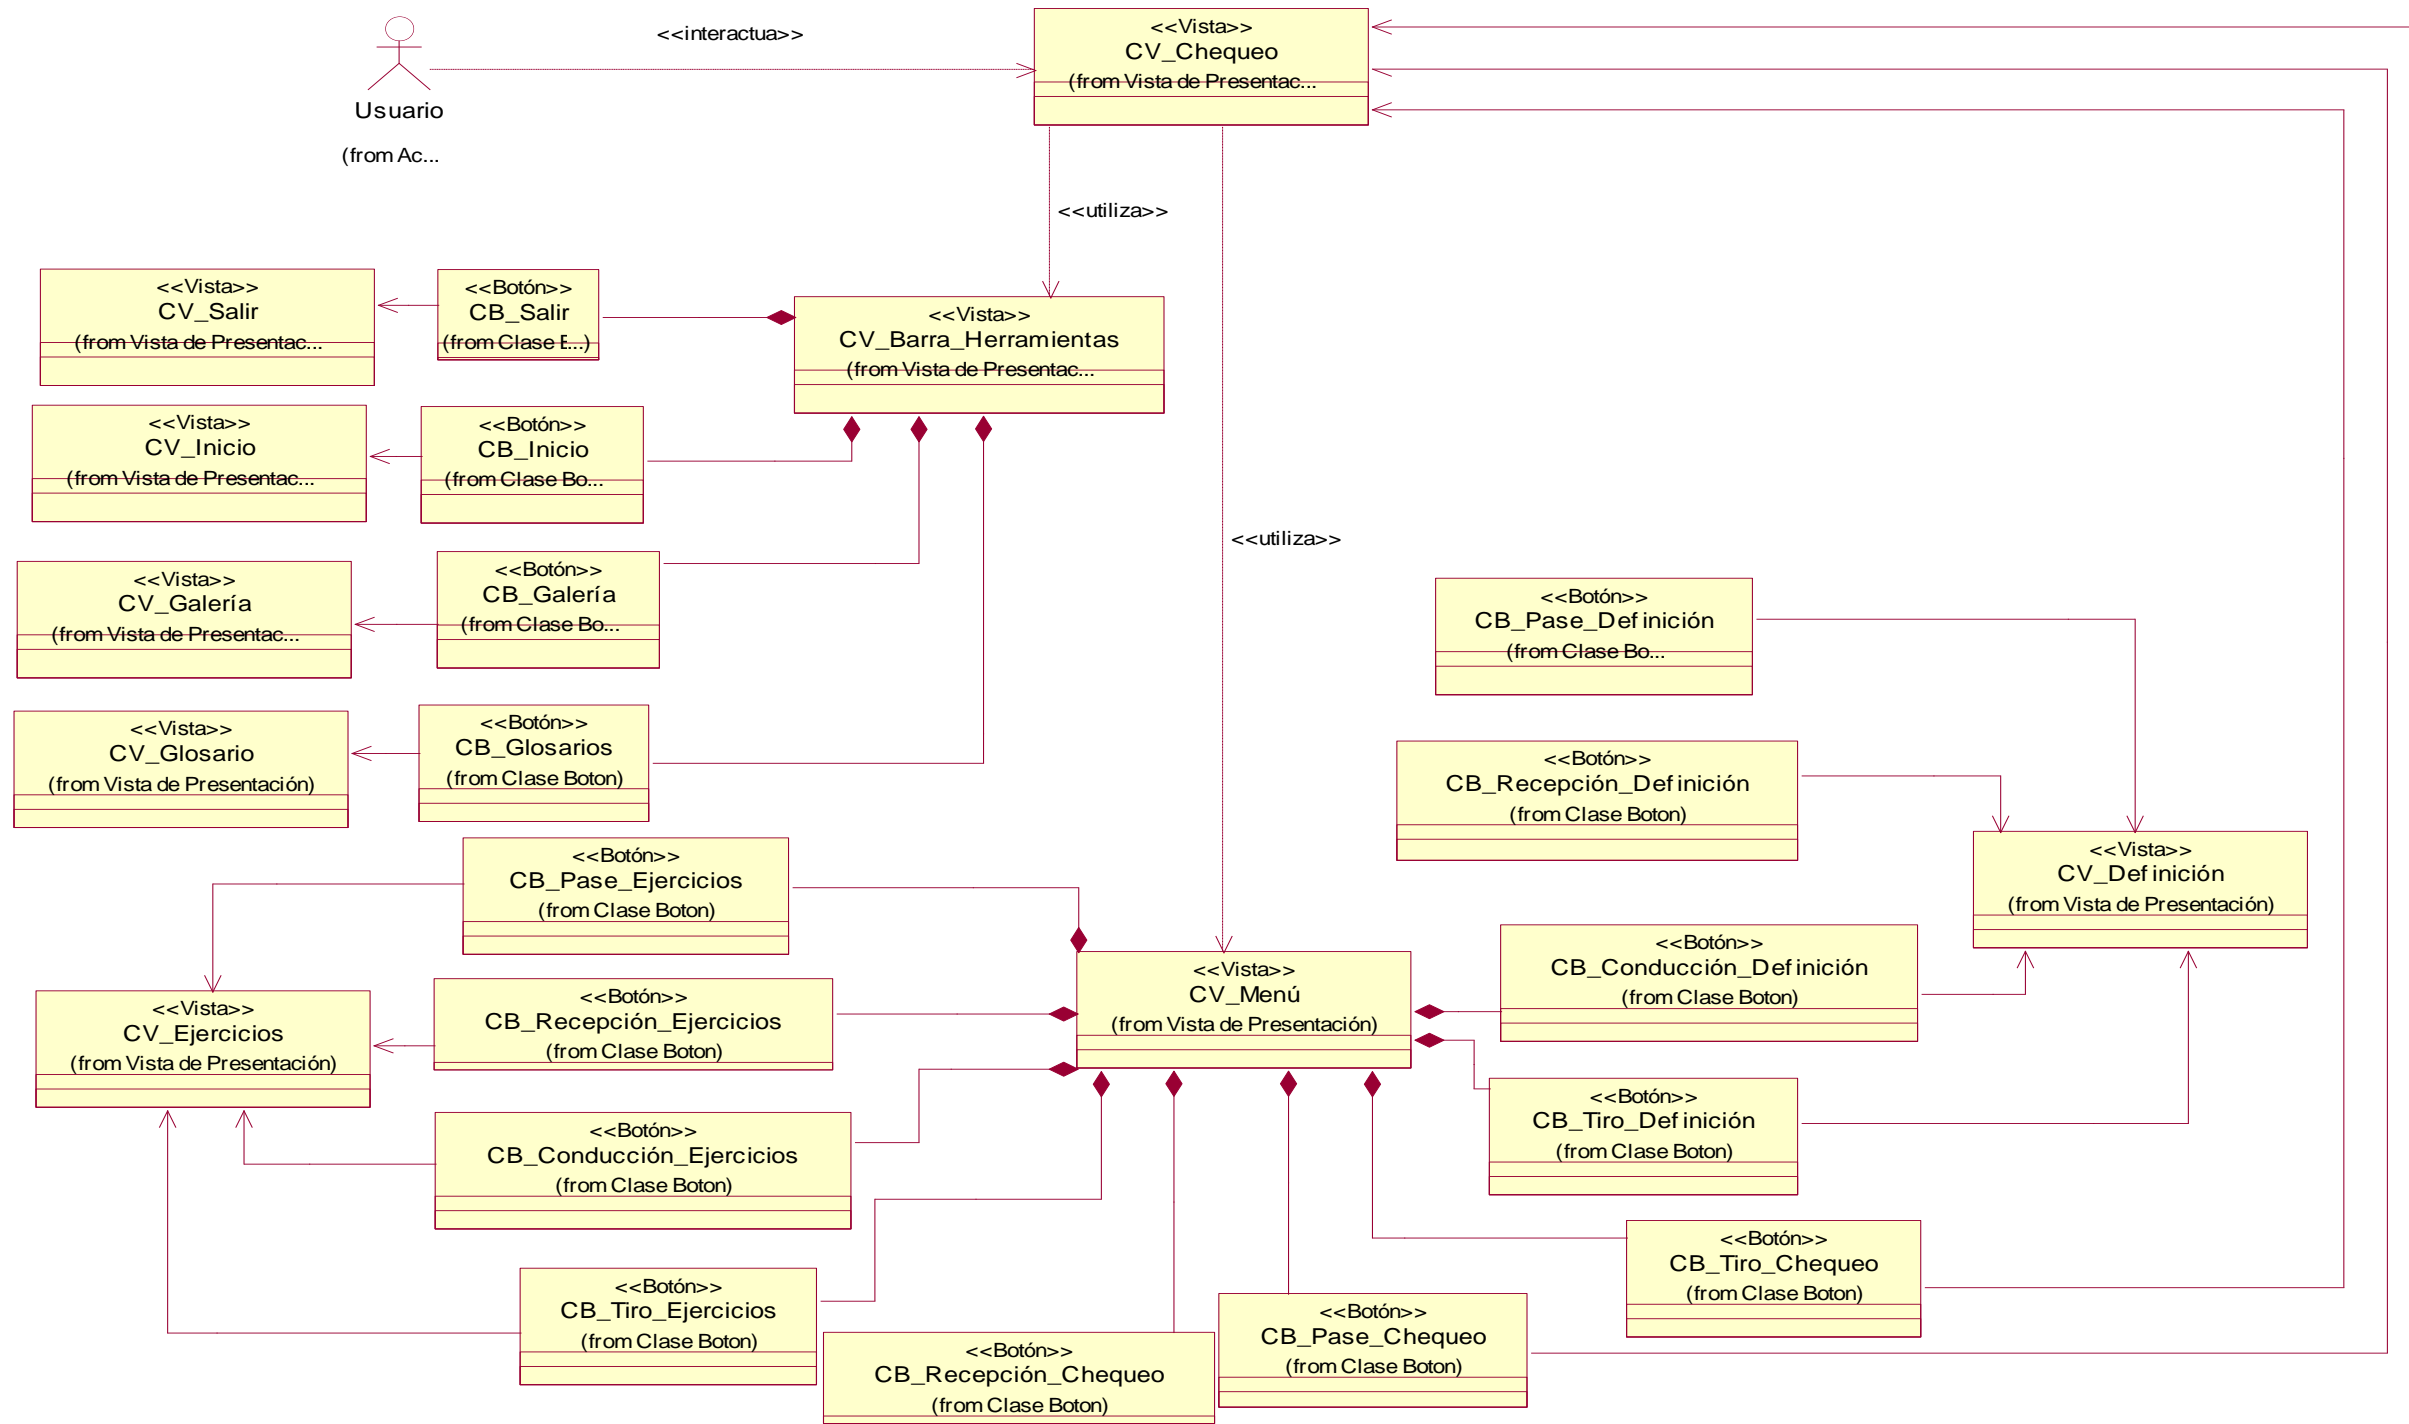 <<interactua>>
<<Vista>>
CV_Chequeo
(from Vista de Presentac...
Usuario
(from Ac...
<<utiliza>>
<<Vista>>
CV_Salir
(from Vista de Presentac...
<<Botón>>
CB_Salir
(from Clase B...)
<<Vista>>
CV_Barra_Herramientas
(from Vista de Presentac...
<<Vista>>
CV_Inicio
(from Vista de Presentac...
<<Botón>>
CB_Inicio
(from Clase Bo...
<<utiliza>>
<<Vista>>
CV_Galería
(from Vista de Presentac...
<<Botón>>
CB_Galería
(from Clase Bo...
<<Botón>>
CB_Pase_Definición
(from Clase Bo...
<<Vista>>
CV_Glosario
(from Vista de Presentación)
<<Botón>>
CB_Glosarios
(from Clase Boton)
<<Botón>>
CB_Recepción_Definición
(from Clase Boton)
<<Botón>>
CB_Pase_Ejercicios
(from Clase Boton)
<<Vista>>
CV_Definición
(from Vista de Presentación)
<<Vista>>
CV_Ejercicios
(from Vista de Presentación)
<<Botón>>
CB_Recepción_Ejercicios
(from Clase Boton)
<<Vista>>
CV_Menú
(from Vista de Presentación)
<<Botón>>
CB_Conducción_Definición
(from Clase Boton)
<<Botón>>
CB_Conducción_Ejercicios
(from Clase Boton)
<<Botón>>
CB_Tiro_Definición
(from Clase Boton)
<<Botón>>
CB_Tiro_Ejercicios
(from Clase Boton)
<<Botón>>
CB_Recepción_Chequeo
(from Clase Boton)
<<Botón>>
CB_Pase_Chequeo
(from Clase Boton)
<<Botón>>
CB_Tiro_Chequeo
(from Clase Boton)